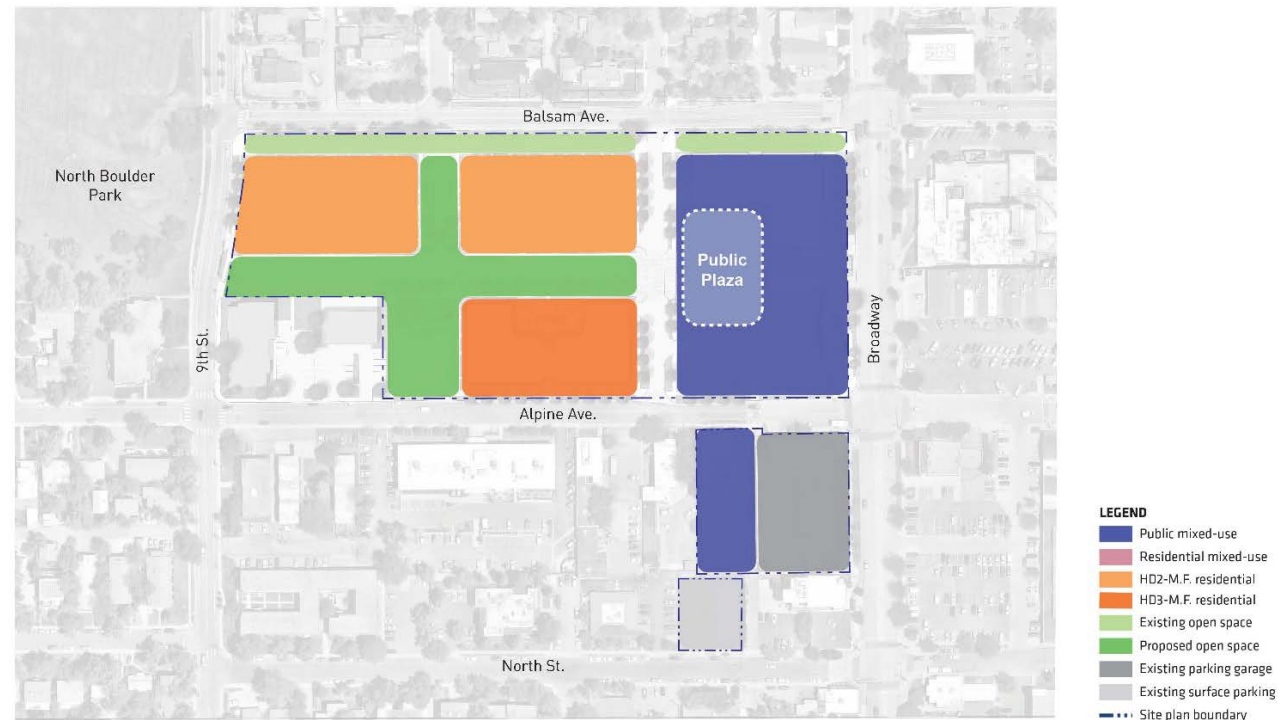 Balsam Ave.
North Boulder
Park
Public
Plaza
9th St.
Broadway
Alpine Ave.
North St.
LEGEND
Public mixed-use
Residential mixed-use
HD2-M.F. residential
HD3-M.F. residential
Existing open space
Proposed open space
Existing parking garage
Existing surface parking
Site plan boundary